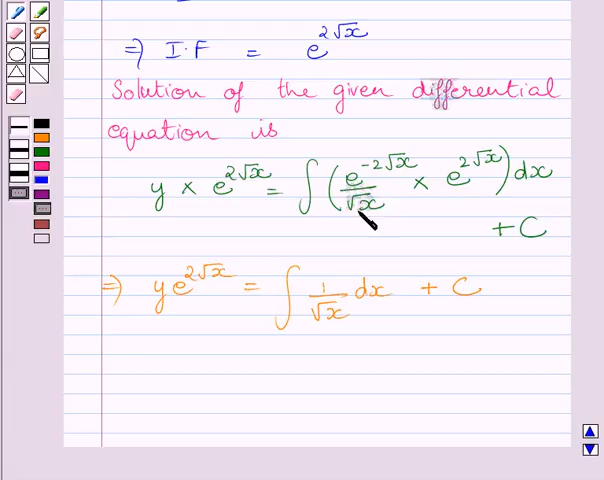 ⇒ I.F = e^{2√x}
Solution of the given differential
equation is
y × e^{2√x} = ∫ (e^{-2√x}/√x × e^{2√x}) dx
+ C
⇒ ye^{2√x} = ∫ 1/√x dx + C